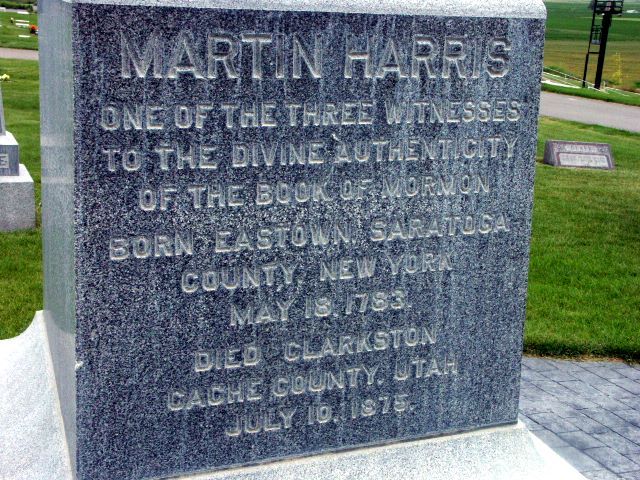 MARTIN HARRIS
ONE OF THE THREE WITNESSES
TO THE DIVINE AUTHENTICITY
OF THE BOOK OF MORMON
BORN EASTOWN, SARATOGA
COUNTY, NEW YORK
MAY 18, 1783.
DIED CLARKSTON
CACHE COUNTY, UTAH
JULY 10, 1875.